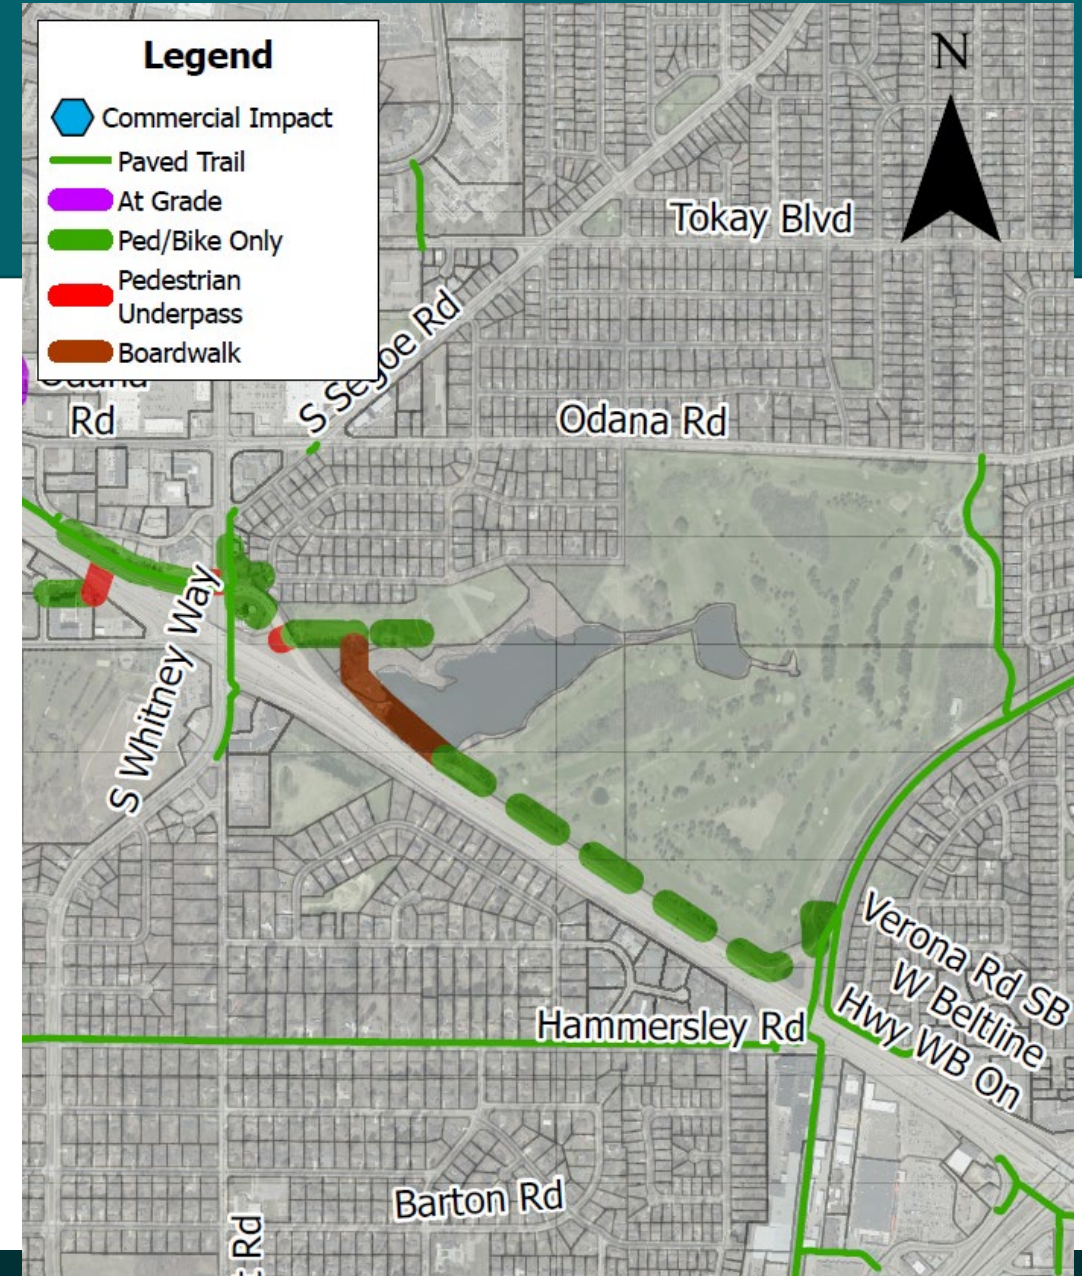 Legend
Commercial Impact
Paved Trail
At Grade
Ped/Bike Only
Pedestrian
Underpass
Boardwalk
N
Tokay Blvd
S Segoe Rd
Rd
Odana Rd
S Whitney Way
Verona Rd SB
W Beltline
Hwy WB On
Hammersley Rd
Barton Rd
Rd